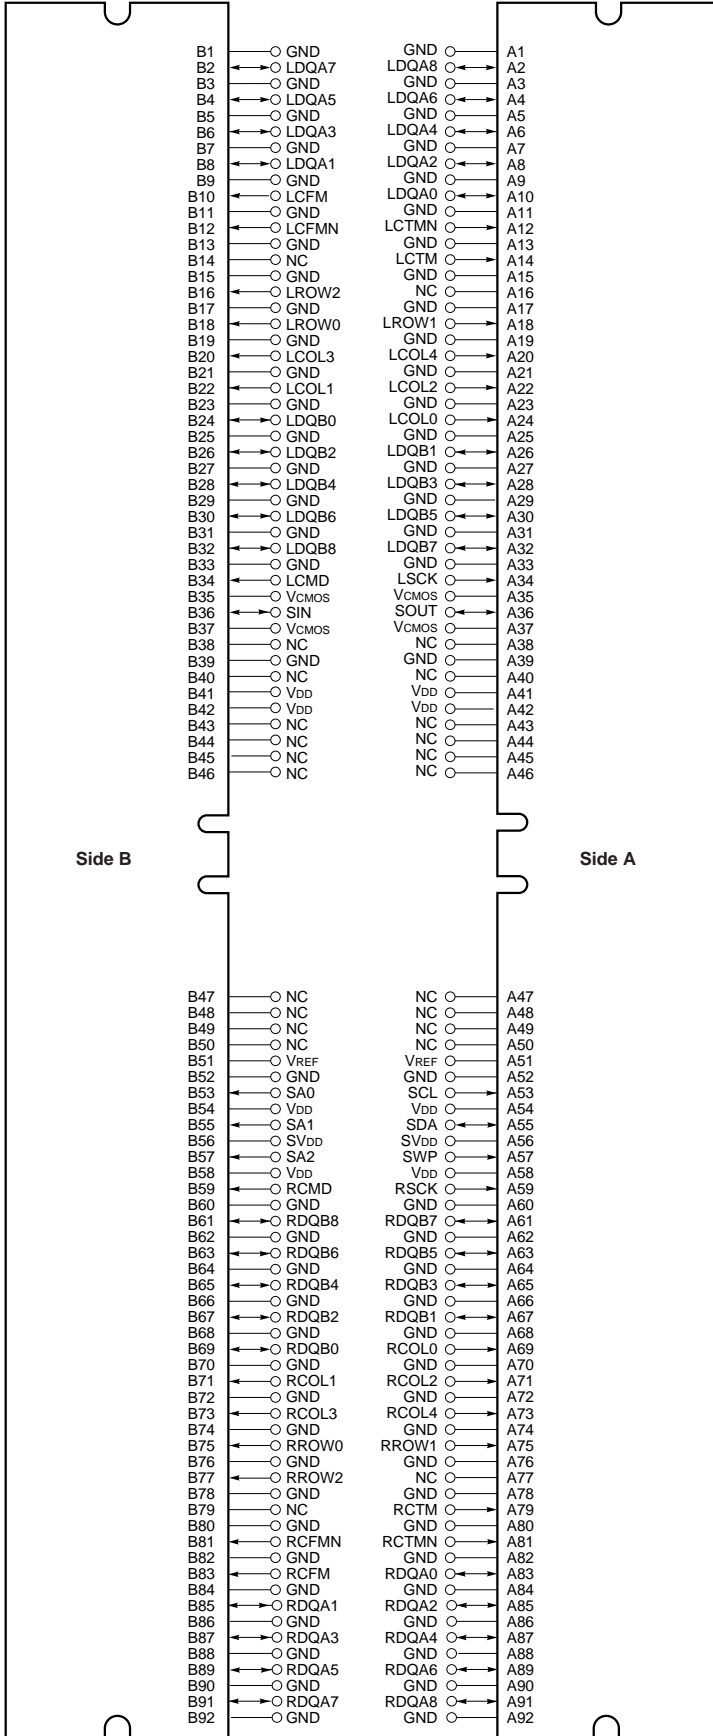 B1 GND GND A1
B2 LDQA7 LDQA8 A2
B3 GND GND A3
B4 LDQA5 LDQA6 A4
B5 GND GND A5
B6 LDQA3 LDQA4 A6
B7 GND GND A7
B8 LDQA1 LDQA2 A8
B9 GND GND A9
B10 LCFM LDQA0 A10
B11 GND GND A11
B12 LCFMN LCTMN A12
B13 GND GND A13
B14 NC LCTM A14
B15 GND GND A15
B16 LROW2 NC A16
B17 GND GND A17
B18 LROW0 LROW1 A18
B19 GND GND A19
B20 LCOL3 LCOL4 A20
B21 GND GND A21
B22 LCOL1 LCOL2 A22
B23 GND GND A23
B24 LDQB0 LCOL0 A24
B25 GND GND A25
B26 LDQB2 LDQB1 A26
B27 GND GND A27
B28 LDQB4 LDQB3 A28
B29 GND GND A29
B30 LDQB6 LDQB5 A30
B31 GND GND A31
B32 LDQB8 LDQB7 A32
B33 GND GND A33
B34 LCMD LSCK A34
B35 VCMOS VCMOS A35
B36 SIN SOUT A36
B37 VCMOS VCMOS A37
B38 NC NC A38
B39 GND GND A39
B40 NC NC A40
B41 VDD VDD A41
B42 VDD VDD A42
B43 NC NC A43
B44 NC NC A44
B45 NC NC A45
B46 NC NC A46
Side B Side A
B47 NC NC A47
B48 NC NC A48
B49 NC NC A49
B50 NC NC A50
B51 VREF VREF A51
B52 GND GND A52
B53 SA0 SCL A53
B54 VDD VDD A54
B55 SA1 SDA A55
B56 SVDD SVDD A56
B57 SA2 SWP A57
B58 VDD VDD A58
B59 RCMD RSCK A59
B60 GND GND A60
B61 RDQB8 RDQB7 A61
B62 GND GND A62
B63 RDQB6 RDQB5 A63
B64 GND GND A64
B65 RDQB4 RDQB3 A65
B66 GND GND A66
B67 RDQB2 RDQB1 A67
B68 GND GND A68
B69 RDQB0 RCOL0 A69
B70 GND GND A70
B71 RCOL1 RCOL2 A71
B72 GND GND A72
B73 RCOL3 RCOL4 A73
B74 GND GND A74
B75 RROW0 RROW1 A75
B76 GND GND A76
B77 RROW2 NC A77
B78 GND GND A78
B79 NC RCTM A79
B80 GND GND A80
B81 RCFMN RCTMN A81
B82 GND GND A82
B83 RCFM RDQA0 A83
B84 GND GND A84
B85 RDQA1 RDQA2 A85
B86 GND GND A86
B87 RDQA3 RDQA4 A87
B88 GND GND A88
B89 RDQA5 RDQA6 A89
B90 GND GND A90
B91 RDQA7 RDQA8 A91
B92 GND GND A92